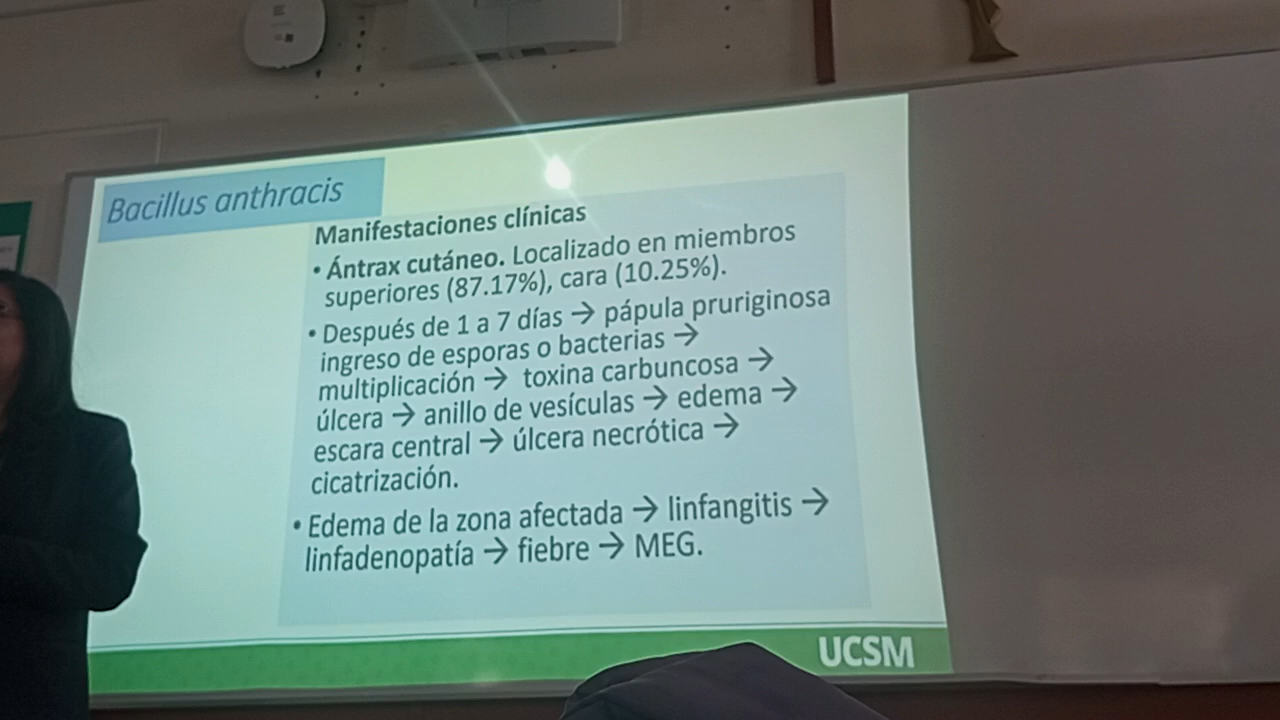 Bacillus anthracis
Manifestaciones clínicas
• Ántrax cutáneo. Localizado en miembros
superiores (87.17%), cara (10.25%).
• Después de 1 a 7 días → pápula pruriginosa
ingreso de esporas o bacterias →
multiplicación → toxina carbuncosa →
úlcera → anillo de vesículas → edema →
escara central → úlcera necrótica →
cicatrización.
• Edema de la zona afectada → linfangitis →
linfadenopatía → fiebre → MEG.
UCSM